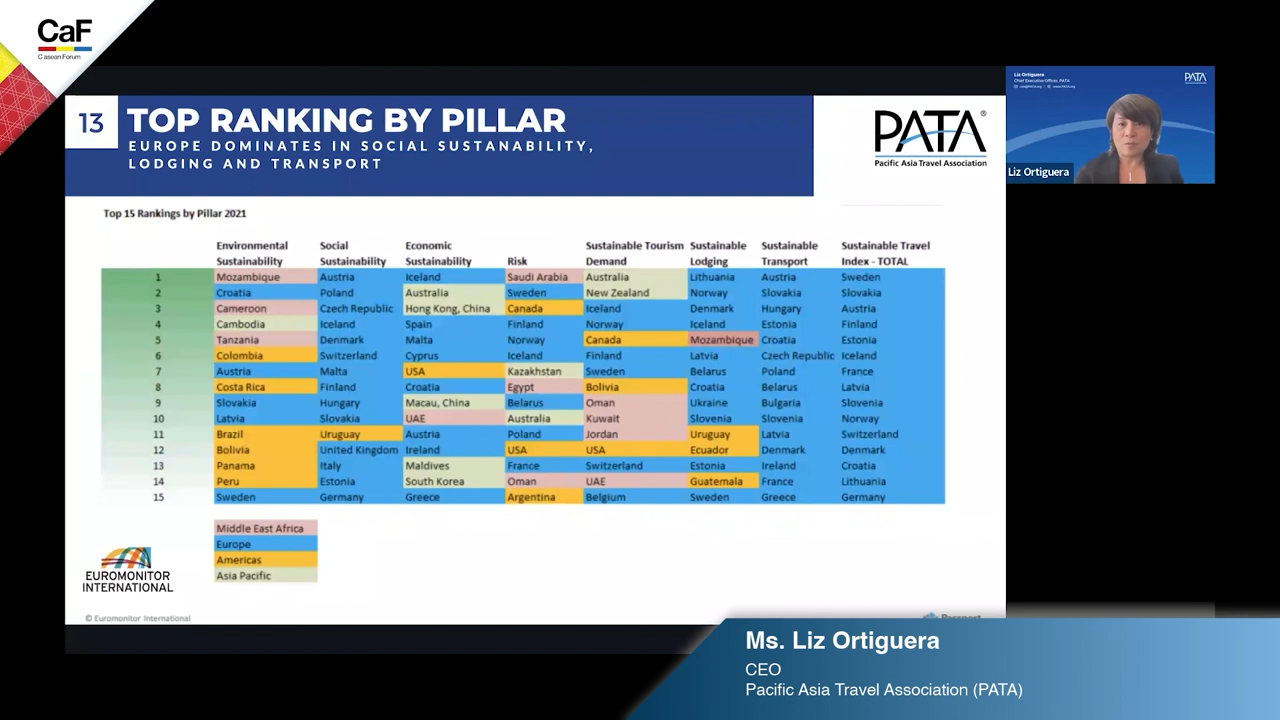 CaF
C asean Forum
13
TOP RANKING BY PILLAR
EUROPE DOMINATES IN SOCIAL SUSTANABILITY,
LODGING AND TRANSPORT
PATA®
Pacific Asia Travel Association
Liz Ortiguera
Chief Executive Officer, PATA
PATA
Liz Ortiguera
Top 15 Rankings by Pillar 2021
Environmental Sustainability Social Sustainability Economic Sustainability Risk Sustainable Tourism Demand Sustainable Lodging Sustainable Transport Sustainable Travel Index - TOTAL
1 Mozambique Austria Iceland Saudi Arabia Australia Lithuania Austria Sweden
2 Croatia Poland Australia Sweden New Zealand Norway Slovakia Slovakia
3 Cameroon Czech Republic Hong Kong, China Canada Iceland Denmark Hungary Austria
4 Cambodia Iceland Spain Finland Norway Iceland Estonia Finland
5 Tanzania Denmark Malta Norway Canada Mozambique Croatia Estonia
6 Colombia Switzerland Cyprus Iceland Finland Latvia Czech Republic Iceland
7 Austria Malta USA Kazakhstan Sweden Belarus Poland France
8 Costa Rica Finland Croatia Egypt Bolivia Croatia Belarus Latvia
9 Slovakia Hungary Macau, China Belarus Oman Ukraine Bulgaria Slovenia
10 Latvia Slovakia UAE Australia Kuwait Slovenia Slovenia Norway
11 Brazil Uruguay Austria Poland Jordan Uruguay Latvia Switzerland
12 Bolivia United Kingdom Ireland USA USA Ecuador Denmark Denmark
13 Panama Italy Maldives France Switzerland Estonia Ireland Croatia
14 Peru Estonia South Korea Oman UAE Guatemala France Lithuania
15 Sweden Germany Greece Argentina Belgium Sweden Greece Germany
Middle East Africa
Europe
Americas
Asia Pacific
EUROMONITOR
INTERNATIONAL
© Euromonitor International
Ms. Liz Ortiguera
CEO
Pacific Asia Travel Association (PATA)